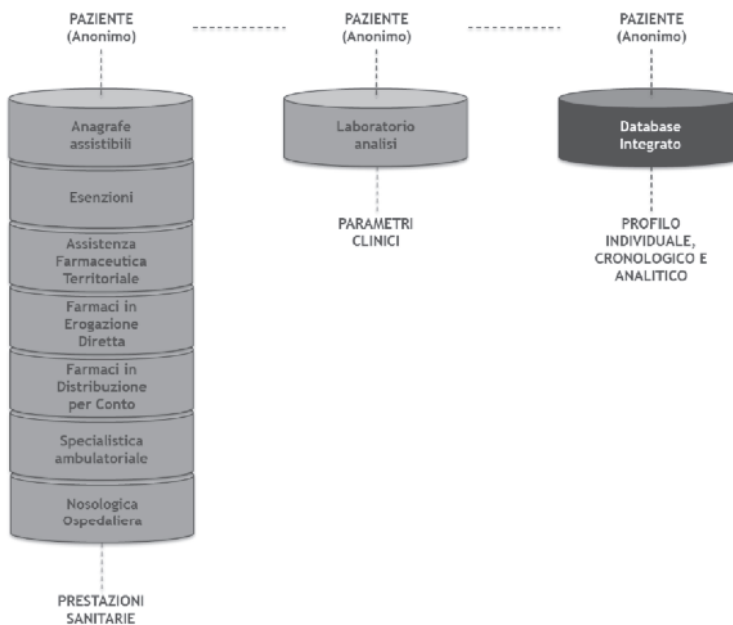 PAZIENTE
(Anonimo)
PAZIENTE
(Anonimo)
PAZIENTE
(Anonimo)
Anagrafe
assistibili
Esenzioni
Assistenza
Farmaceutica
Territoriale
Farmaci in
Erogazione
Diretta
Farmaci in
Distribuzione
per Conto
Specialistica
ambulatoriale
Nosologica
Ospedaliera
PRESTAZIONI
SANITARIE
Laboratorio
analisi
PARAMETRI
CLINICI
Database
Integrato
PROFILO
INDIVIDUALE,
CRONOLOGICO E
ANALITICO